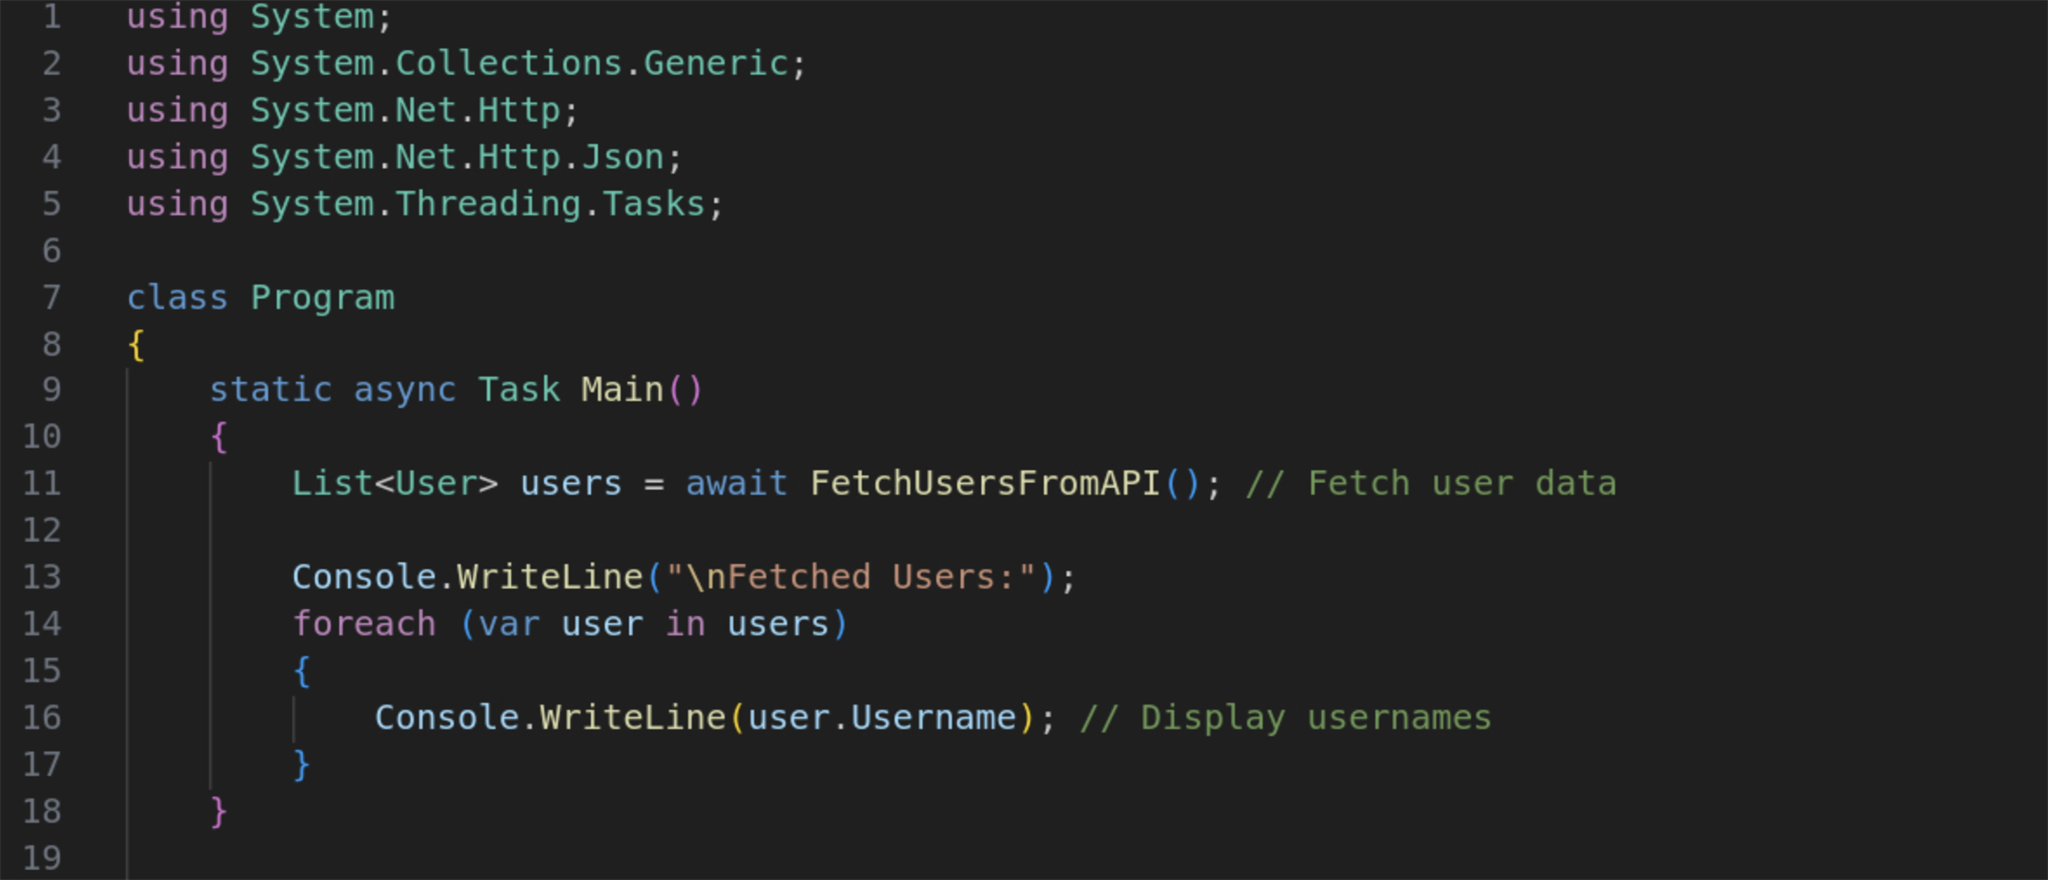 1 using System;
2 using System.Collections.Generic;
3 using System.Net.Http;
4 using System.Net.Http.Json;
5 using System.Threading.Tasks;
6
7 class Program
8 {
9     static async Task Main()
10     {
11         List<User> users = await FetchUsersFromAPI(); // Fetch user data
12
13         Console.WriteLine("\nFetched Users:");
14         foreach (var user in users)
15         {
16             Console.WriteLine(user.Username); // Display usernames
17         }
18     }
19